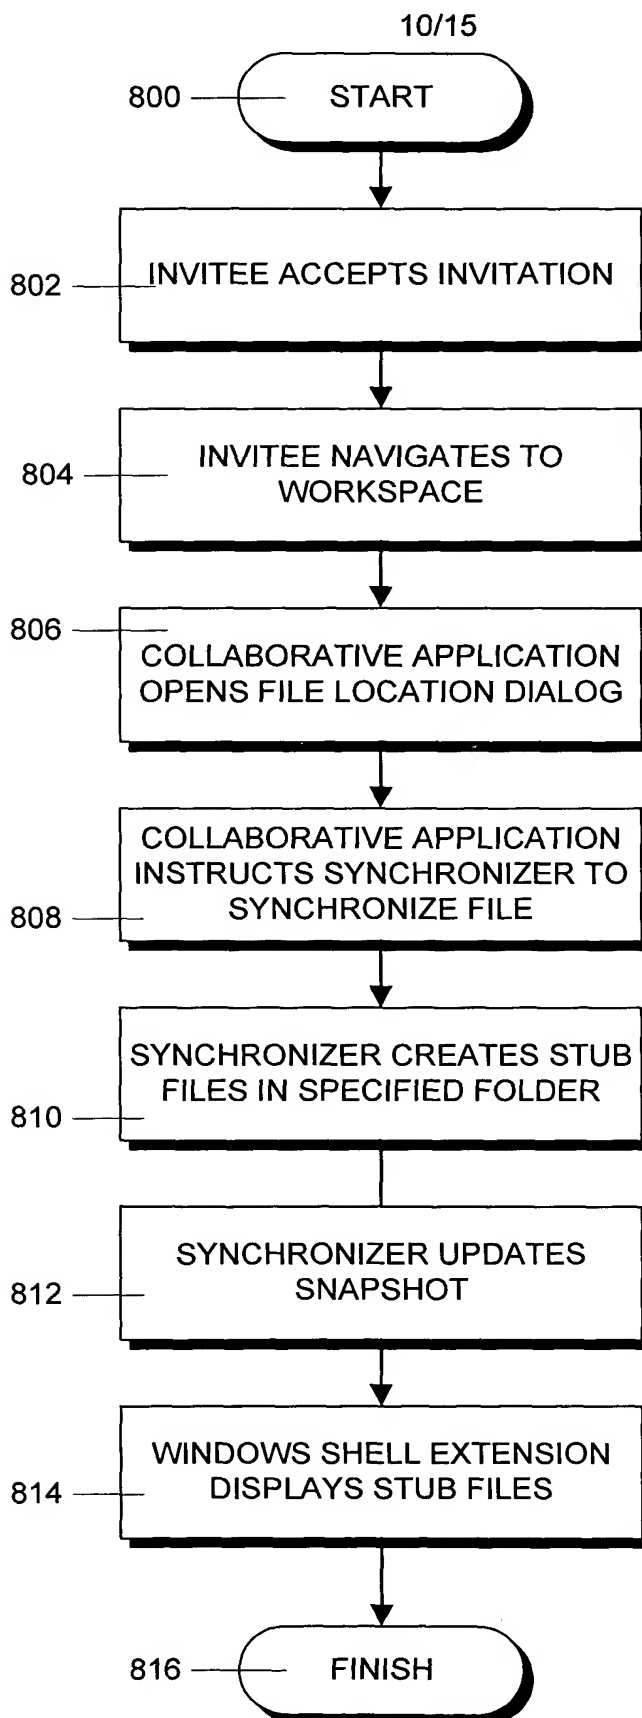 10/15
800
START
802
INVITEE ACCEPTS INVITATION
804
INVITEE NAVIGATES TO
WORKSPACE
806
COLLABORATIVE APPLICATION
OPENS FILE LOCATION DIALOG
COLLABORATIVE APPLICATION
INSTRUCTS SYNCHRONIZER TO
808
SYNCHRONIZE FILE
SYNCHRONIZER CREATES STUB
FILES IN SPECIFIED FOLDER
810
SYNCHRONIZER UPDATES
SNAPSHOT
812
WINDOWS SHELL EXTENSION
DISPLAYS STUB FILES
814
816
FINISH